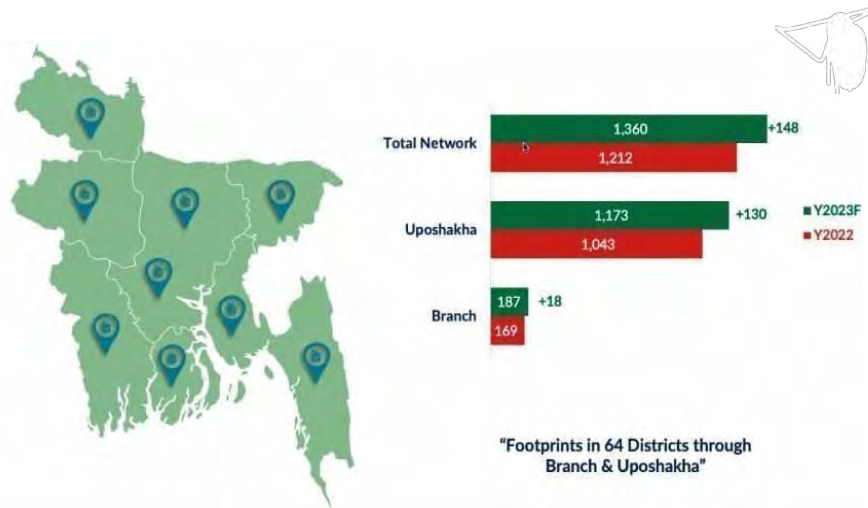 Total Network
1,360
+148
1,212
Uposhakha
1,173
+130
1,043
Branch
187
+18
169
Y2023F
Y2022
“Footprints in 64 Districts through
Branch & Uposhakha”